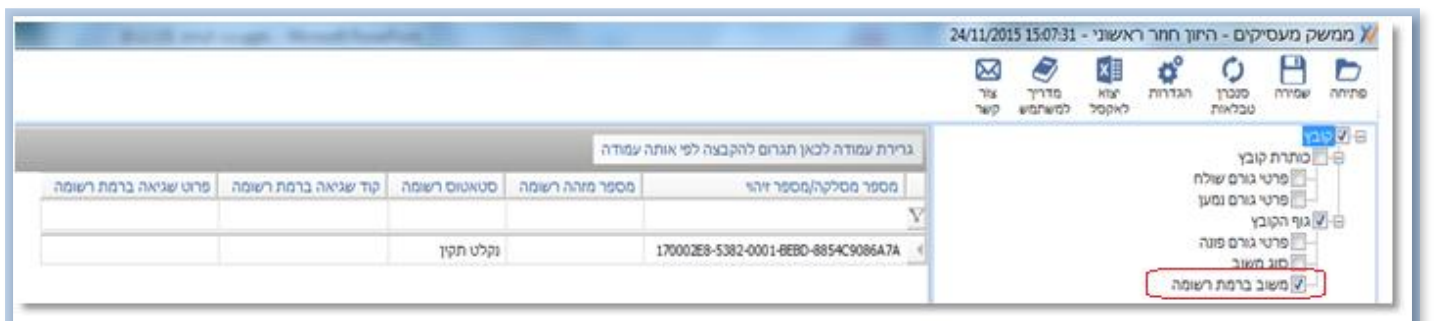 ממשק מעסיקים - היזון חמר ראשוני - 24/11/2015 15:07:31
פתיחה
שמירה
סנכרן
טבלאות
הגדרות
יצוא
לאקסל
מדריך
למשתמש
צור
קשר
קובץ
כותרת קובץ
פרטי גורם שולח
פרטי גורם נמען
גוף הקובץ
פרטי גורם פונה
סוג משוב
משוב ברמת רשומה
גרירת עמודה לכאן תגרום להקבצה לפי אותה עמודה
מספר מסלקה/מספר זיהוי מספר מזהה רשומה סטאטוס רשומה קוד שגיאה ברמת רשומה פרוט שגיאה ברמת רשומה
170002E8-5382-0001-BEBD-8854C9086A7A נקלט תקין